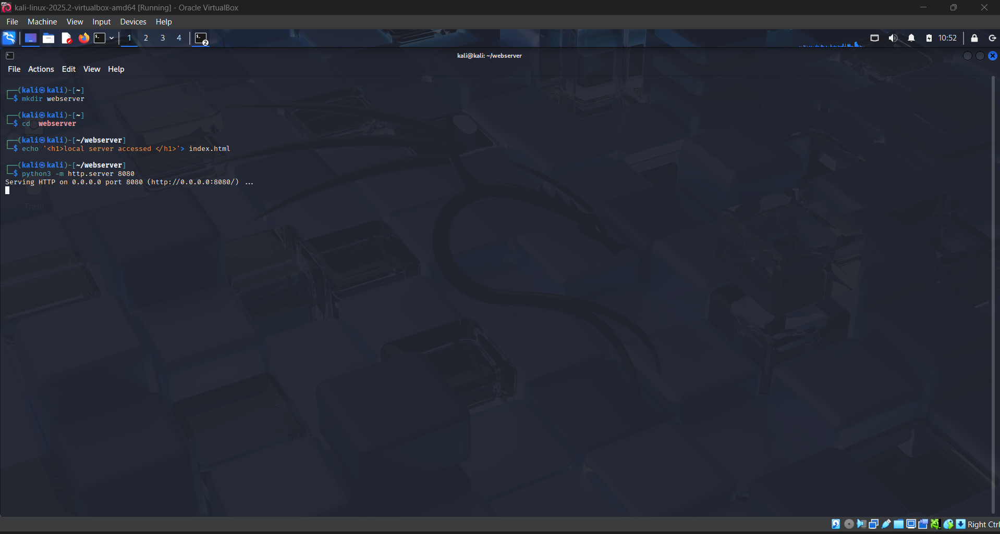 kali-linux-2025.2-virtualbox-amd64 [Running] - Oracle VirtualBox
File Machine View Input Devices Help
1 2 3 4 2 10:52
kali@kali: ~/webserver
File Actions Edit View Help
┌──(kali㉿kali)-[~]
└─$ mkdir webserver
┌──(kali㉿kali)-[~]
└─$ cd  webserver
┌──(kali㉿kali)-[~/webserver]
└─$ echo '<h1>local server accessed </h1>'> index.html
┌──(kali㉿kali)-[~/webserver]
└─$ python3 -m http.server 8080
Serving HTTP on 0.0.0.0 port 8080 (http://0.0.0.0:8080/) ...
Trash
Right Ctrl